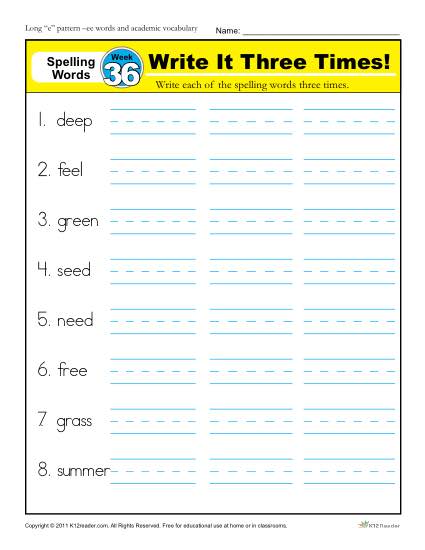 Long "e" pattern –ee words and academic vocabulary
Name:
Spelling Words
Week 36
Write It Three Times!
Write each of the spelling words three times.
1. deep
2. feel
3. green
4. seed
5. need
6. free
7. grass
8. summer
Copyright © 2011 K12reader.com. All Rights Reserved. Free for educational use at home or in classrooms.
K12Reader